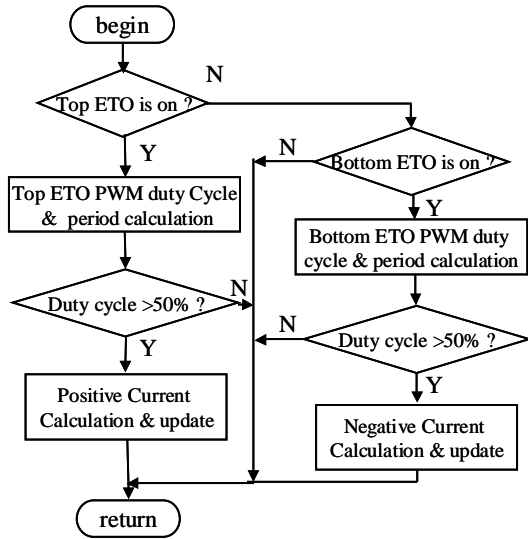 begin
N
Top ETO is on ?
Y
N
Bottom ETO is on ?
Y
Top ETO PWM duty Cycle
& period calculation
Bottom ETO PWM duty
cycle & period calculation
Duty cycle >50% ?
N
Y
N
Duty cycle >50% ?
Y
Positive Current
Calculation & update
Negative Current
Calculation & update
return